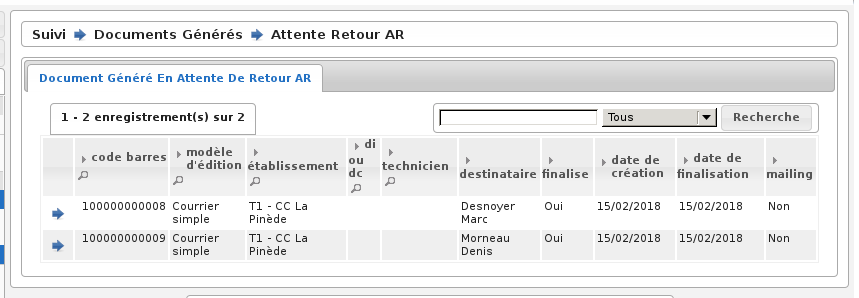 Suivi Documents Générés Attente Retour AR
Document Généré En Attente De Retour AR
1 - 2 enregistrement(s) sur 2
Tous
Recherche
code barres
modèle
d'édition
établissement
di
ou
dc
technicien
destinataire
finalise
date de
création
date de
finalisation
mailing
100000000008 Courrier simple T1 - CC La Pinède Desnoyer Marc Oui 15/02/2018 15/02/2018 Non
100000000009 Courrier simple T1 - CC La Pinède Morneau Denis Oui 15/02/2018 15/02/2018 Non